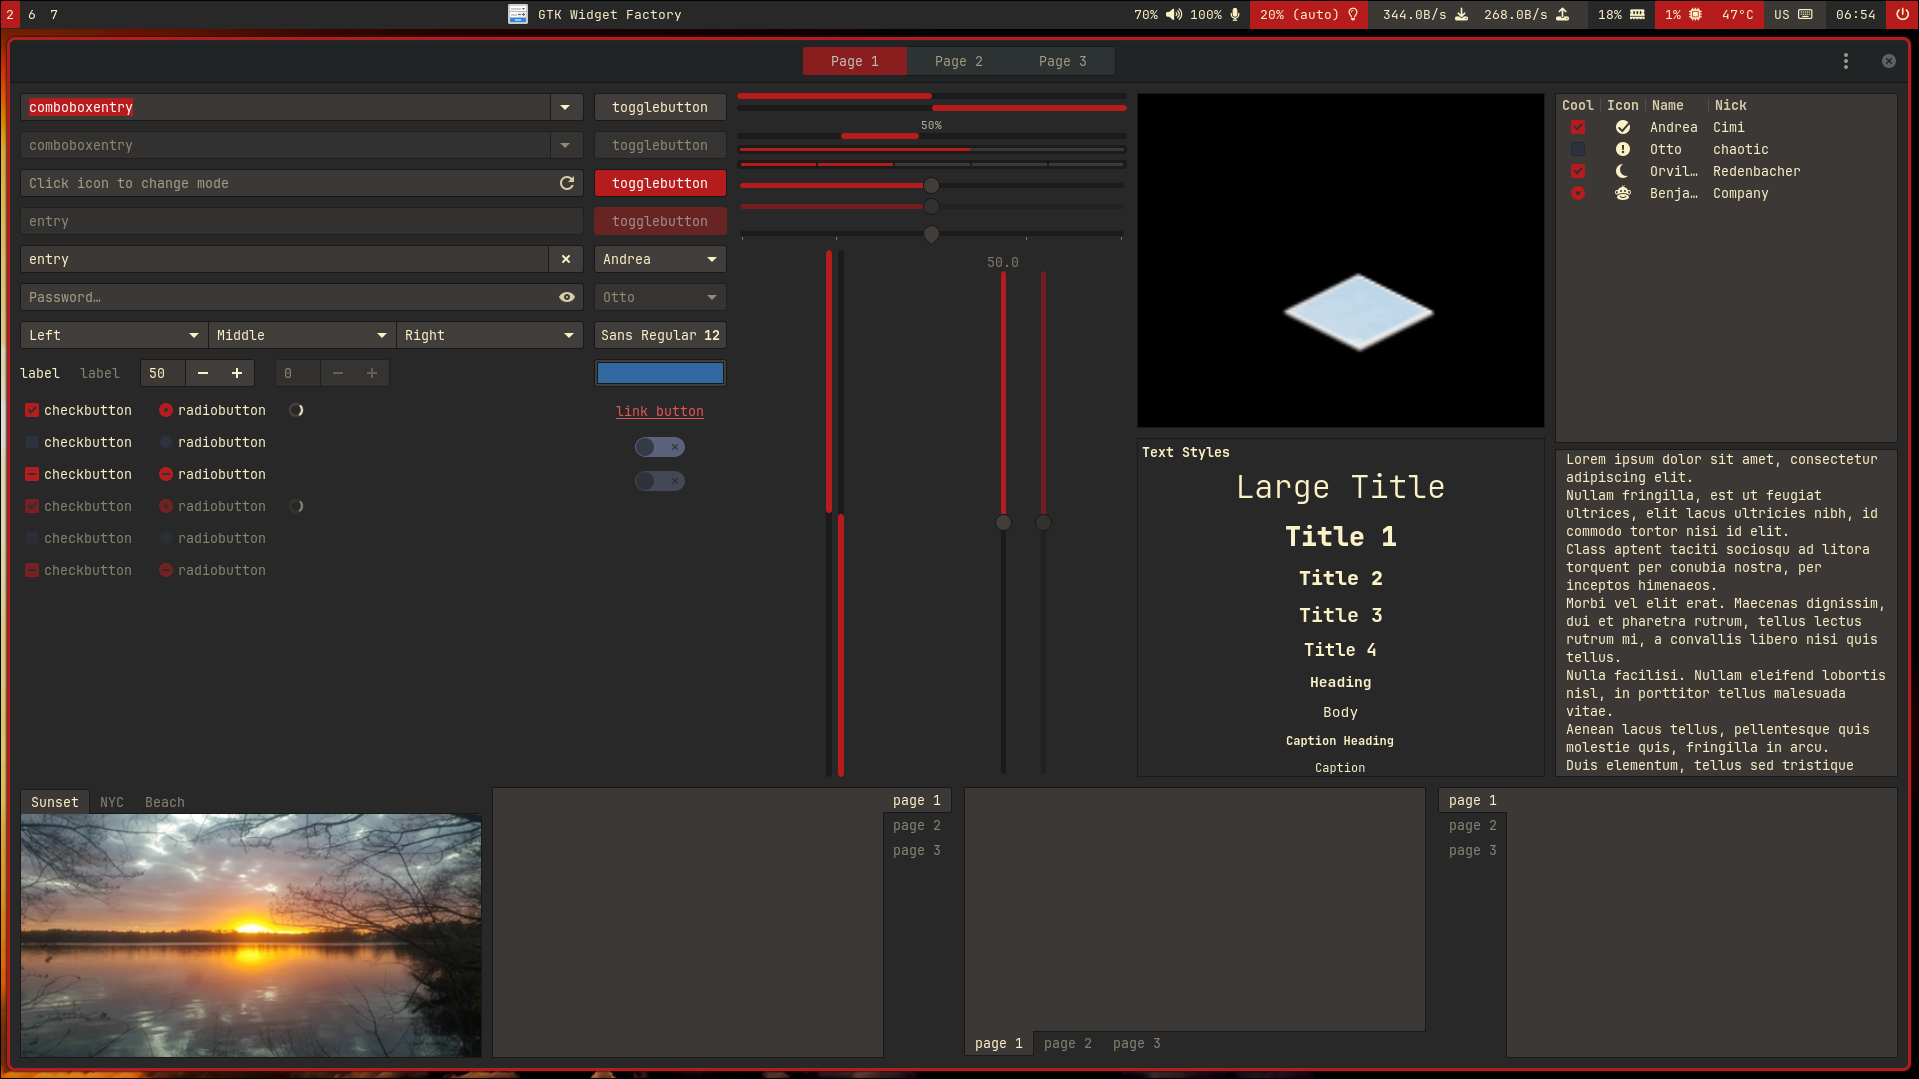 2 6 7
GTK Widget Factory
70% 100% 20% (auto) 344.0B/s 268.0B/s 18% 1% 47°C US 06:54
Page 1 Page 2 Page 3
comboboxentry
comboboxentry
Click icon to change mode
entry
entry
Password…
Left Middle Right
label label 50 0
checkbutton radiobutton
checkbutton radiobutton
checkbutton radiobutton
checkbutton radiobutton
checkbutton radiobutton
checkbutton radiobutton
togglebutton
togglebutton
togglebutton
togglebutton
Andrea
Otto
Sans Regular 12
link button
50%
50.0
Text Styles
Large Title
Title 1
Title 2
Title 3
Title 4
Heading
Body
Caption Heading
Caption
Cool Icon Name Nick
Andrea Cimi
Otto chaotic
Orvil… Redenbacher
Benja… Company
Lorem ipsum dolor sit amet, consectetur
adipiscing elit.
Nullam fringilla, est ut feugiat
ultrices, elit lacus ultricies nibh, id
commodo tortor nisi id elit.
Class aptent taciti sociosqu ad litora
torquent per conubia nostra, per
inceptos himenaeos.
Morbi vel elit erat. Maecenas dignissim,
dui et pharetra rutrum, tellus lectus
rutrum mi, a convallis libero nisi quis
tellus.
Nulla facilisi. Nullam eleifend lobortis
nisl, in porttitor tellus malesuada
vitae.
Aenean lacus tellus, pellentesque quis
molestie quis, fringilla in arcu.
Duis elementum, tellus sed tristique
Sunset NYC Beach
page 1
page 2
page 3
page 1 page 2 page 3
page 1
page 2
page 3